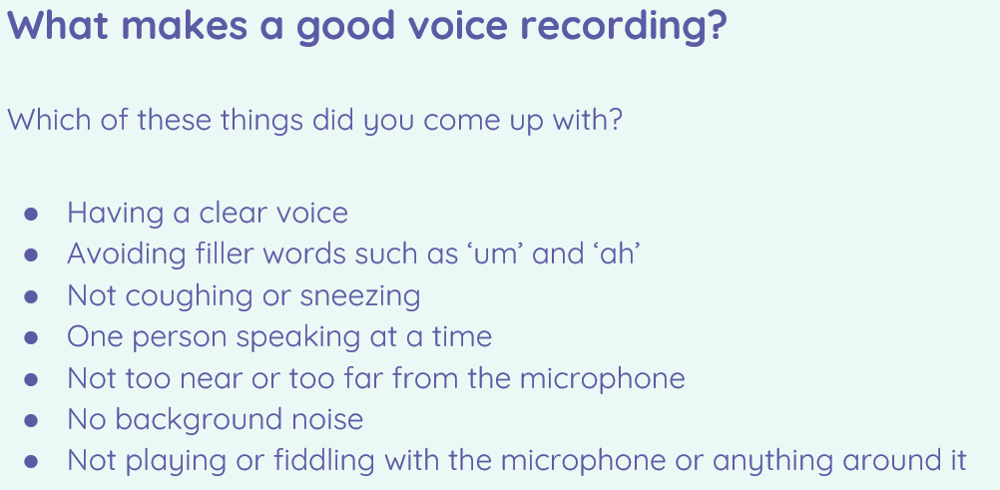 What makes a good voice recording?
Which of these things did you come up with?
● Having a clear voice
● Avoiding filler words such as ‘um’ and ‘ah’
● Not coughing or sneezing
● One person speaking at a time
● Not too near or too far from the microphone
● No background noise
● Not playing or fiddling with the microphone or anything around it